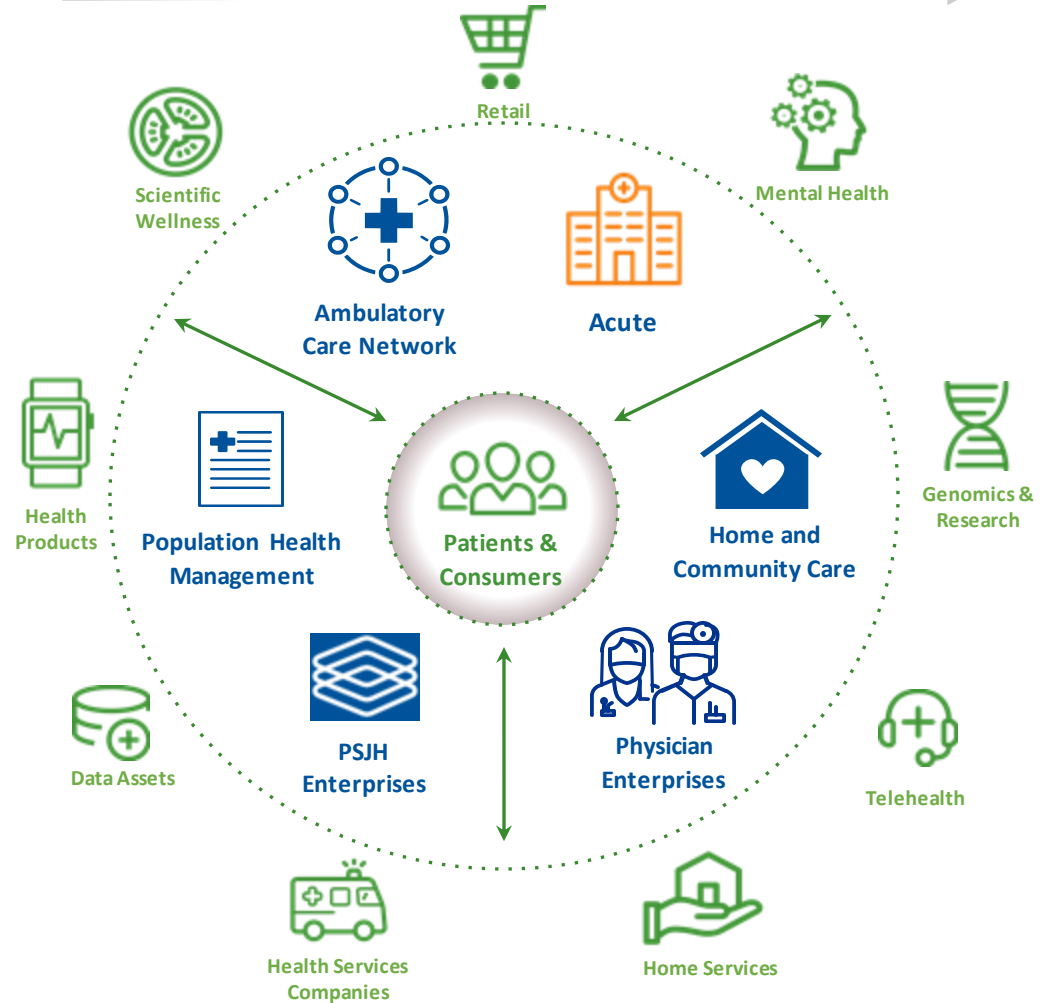 Retail
Scientific
Wellness
Mental Health
Ambulatory
Care Network
Acute
Health
Products
Population Health
Management
Patients &
Consumers
Home and
Community Care
Genomics &
Research
PSJH
Enterprises
Physician
Enterprises
Data Assets
Telehealth
Health Services
Companies
Home Services